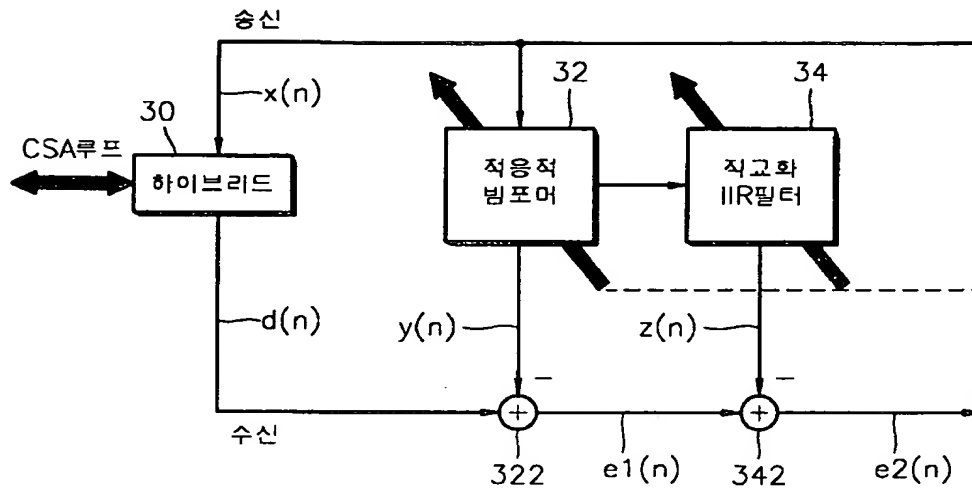 송신
x(n)
30
32
34
CSA루프
하이브리드
적응적
빔포머
직교화
IIR필터
d(n)
y(n)
z(n)
−
−
+
+
수신
322
e1(n)
342
e2(n)